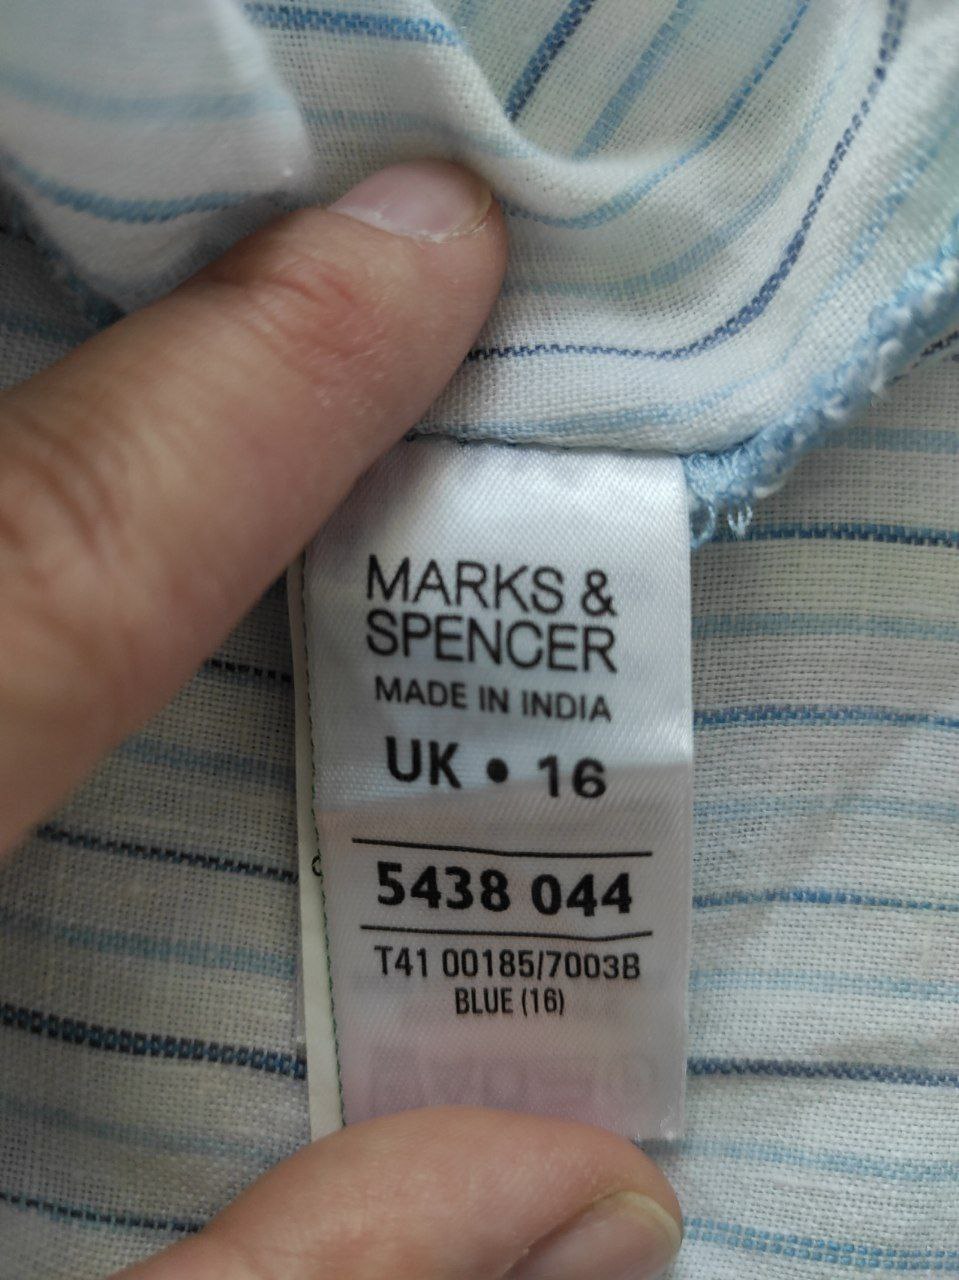 MARKS &
SPENCER
MADE IN INDIA
UK • 16
5438 044
T41 00185/7003B
BLUE (16)